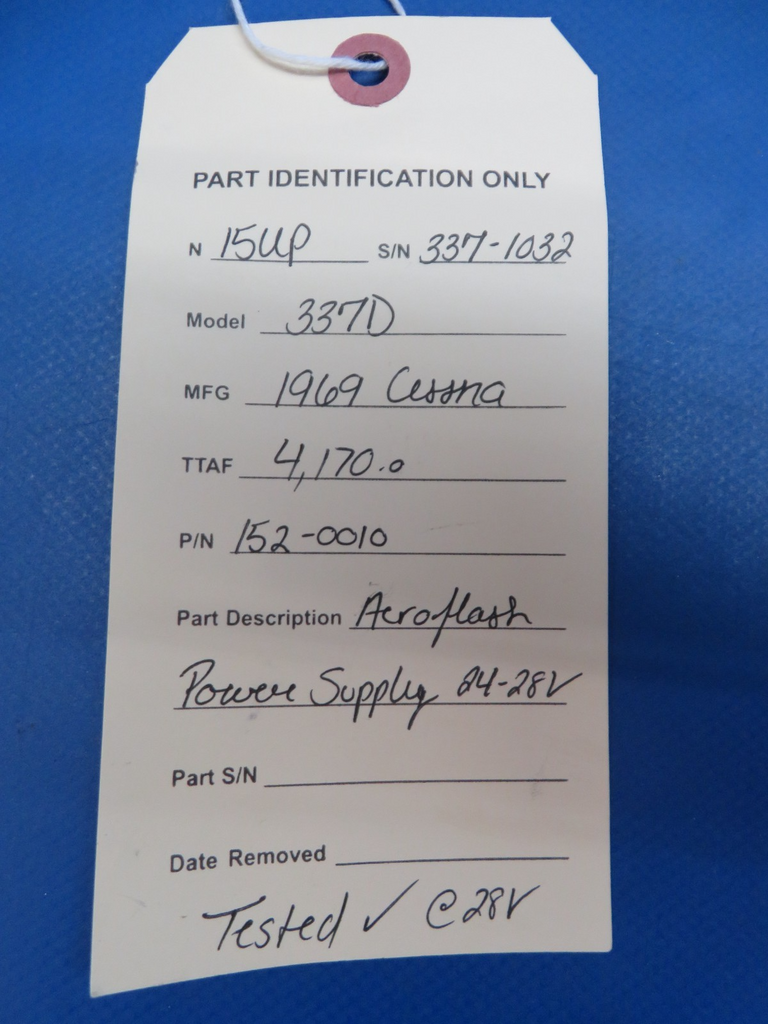 PART IDENTIFICATION ONLY
N 15UP S/N 337-1032
Model 337D
MFG 1969 Cessna
TTAF 4,170.0
P/N 152-0010
Part Description Aeroflash
Power Supply 24-28V
Part S/N
Date Removed
Tested ✓ @ 28V